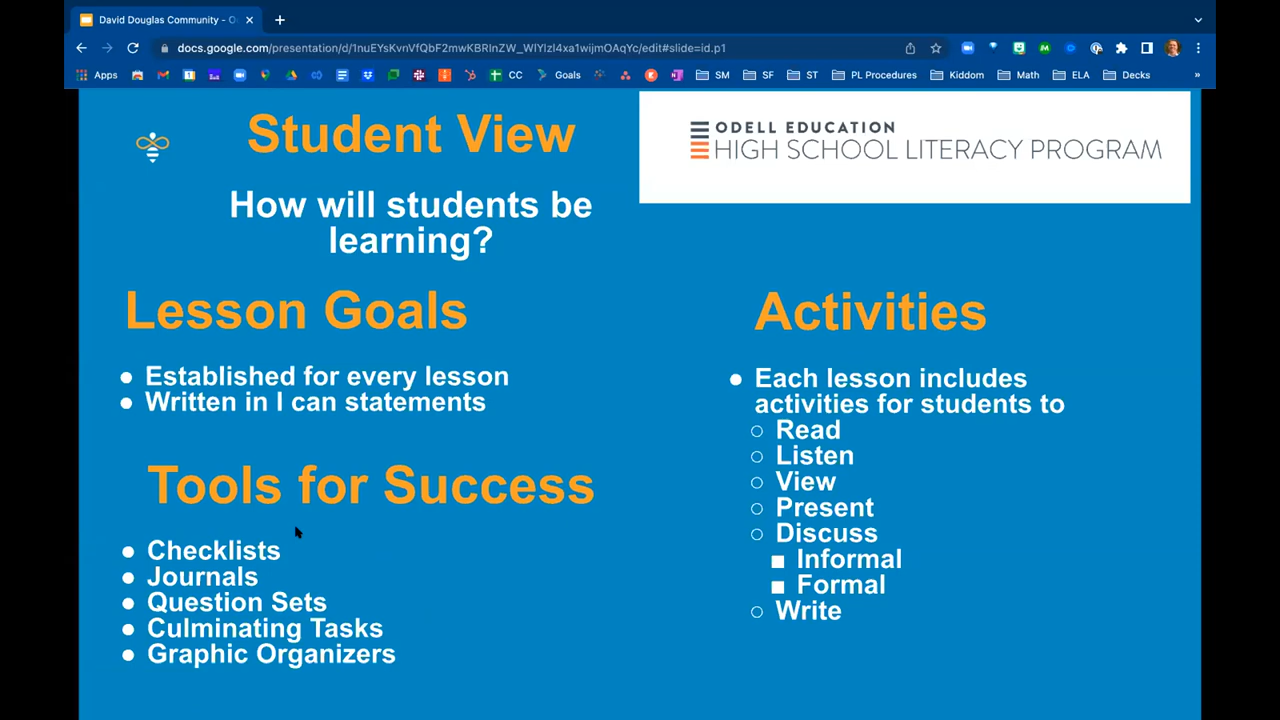 David Douglas Community - O
docs.google.com/presentation/d/1nuEYsKvnVfQbF2mwKBRInZW_WIYIzl4xa1wijmOAqYc/edit#slide=id.p1
Apps
CC
Goals
SM
SF
ST
PL Procedures
Kiddom
Math
ELA
Decks
»
Student View
ODELL EDUCATION
HIGH SCHOOL LITERACY PROGRAM
How will students be
learning?
Lesson Goals
● Established for every lesson
● Written in I can statements
Tools for Success
● Checklists
● Journals
● Question Sets
● Culminating Tasks
● Graphic Organizers
Activities
● Each lesson includes
activities for students to
○ Read
○ Listen
○ View
○ Present
○ Discuss
■ Informal
■ Formal
○ Write